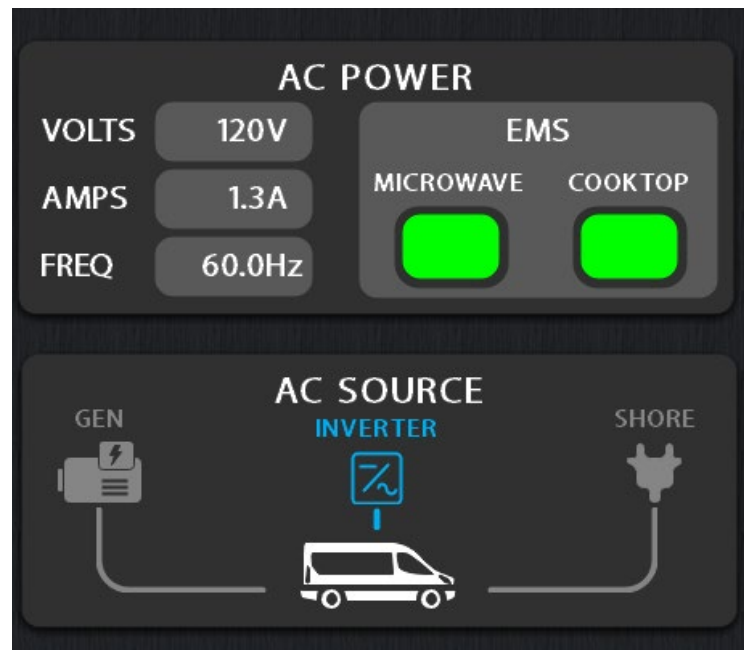 AC POWER
VOLTS 120V
AMPS 1.3A
FREQ 60.0Hz
EMS
MICROWAVE COOKTOP
AC SOURCE
GEN INVERTER SHORE